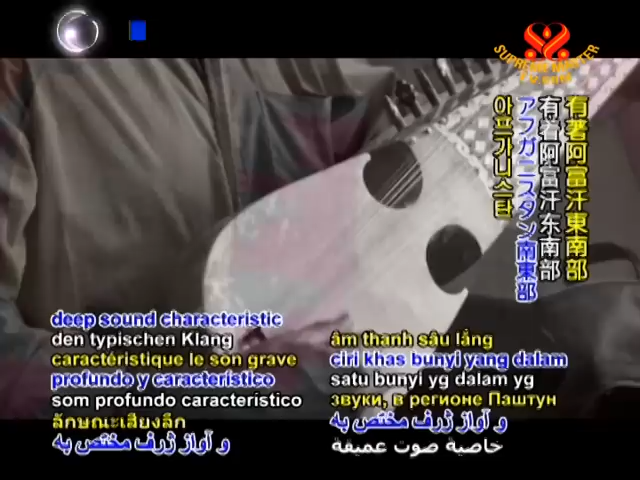 SUPREME MASTER
TV.COM
有著阿富汗東南部
有着阿富汗东南部
アフガニスタン南東部
아프가니스탄
deep sound characteristic
den typischen Klang
caractéristique le son grave
profundo y característico
som profundo característico
ลักษณะเสียงลึก
و آواز ژرف مختص به
âm thanh sâu lắng
ciri khas bunyi yang dalam
satu bunyi yg dalam yg
звуки, в регионе Паштун
و آواز ژرف مختص به
خاصية صوت عميقة